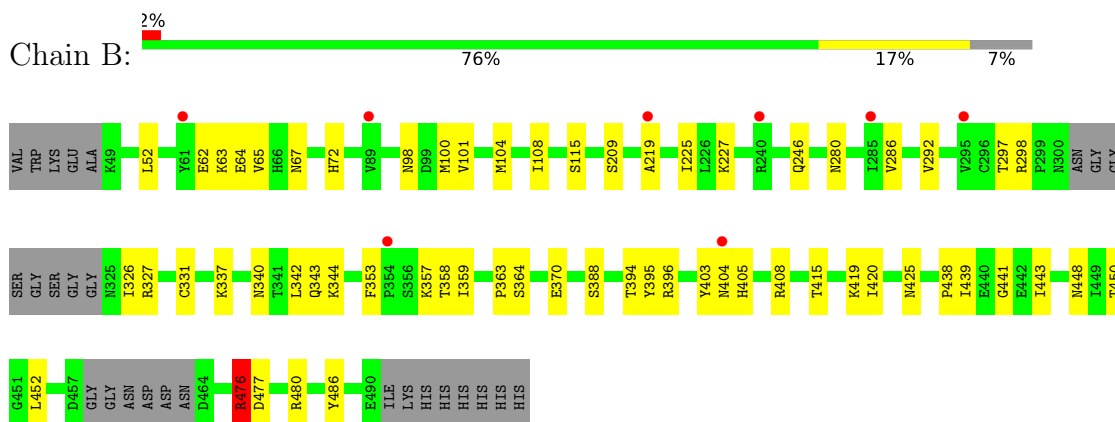 2%
Chain B:
76% 17% 7%
VAL TRP LYS GLU ALA K49 L52 Y61 E62 K63 E64 V65 H66 N67 H72 V89 N98 D99 M100 V101 M104 I108 S115 S209 A219 I225 L226 K227 R240 Q246 N280 I285 V286 V292 V295 C296 T297 R298 P299 N300 ASN GLY GLY
SER GLY SER GLY GLY N325 I326 R327 C331 K337 N340 T341 L342 Q343 K344 F353 P354 S356 K357 T358 I359 P363 S364 E370 S388 T394 Y395 R396 Y403 N404 H405 R408 T415 K419 I420 N425 P438 I439 E440 G441 E442 I443 N448 I449 T450
G451 L452 D457 GLY GLY ASN ASP ASP ASN D464 R476 D477 R480 Y486 E490 ILE LYS HIS HIS HIS HIS HIS HIS